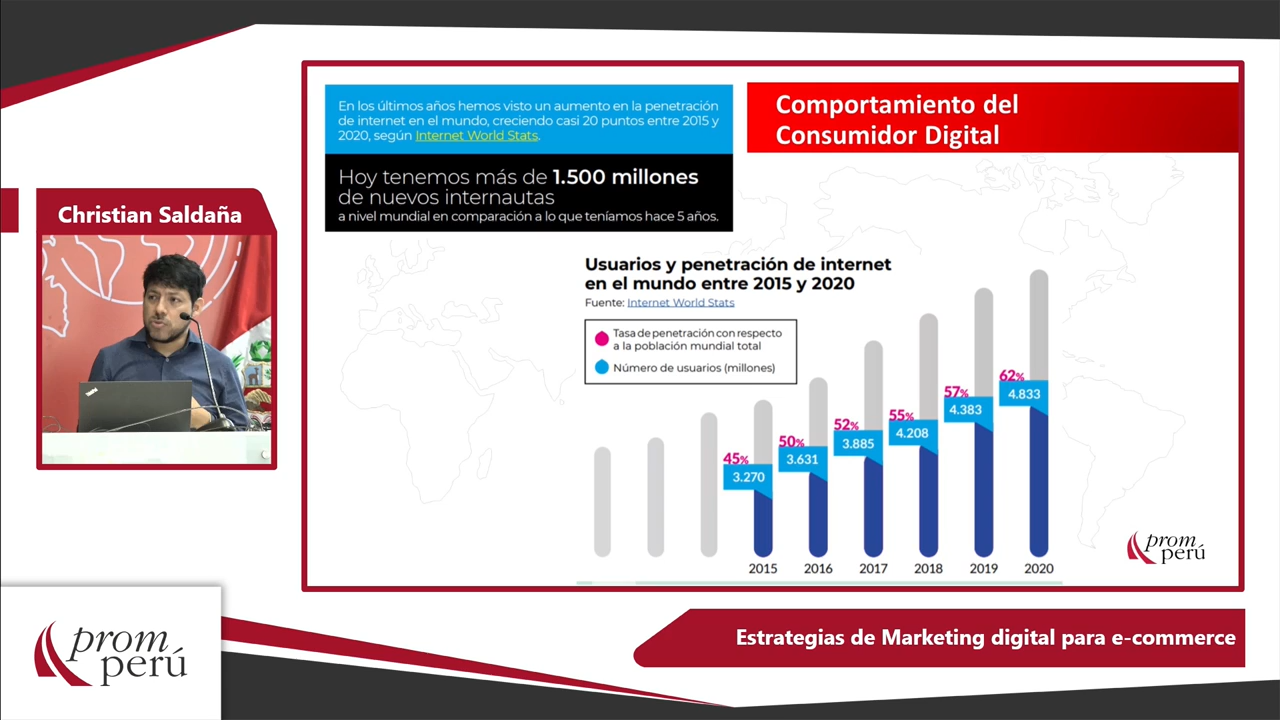 En los últimos años hemos visto un aumento en la penetración
de internet en el mundo, creciendo casi 20 puntos entre 2015 y
2020, según Internet World Stats.
Hoy tenemos más de 1.500 millones
de nuevos internautas
a nivel mundial en comparación a lo que teníamos hace 5 años.
Comportamiento del
Consumidor Digital
Christian Saldaña
Usuarios y penetración de internet
en el mundo entre 2015 y 2020
Fuente: Internet World Stats
Tasa de penetración con respecto
a la población mundial total
Número de usuarios (millones)
45%
3.270
50%
3.631
52%
3.885
55%
4.208
57%
4.383
62%
4.833
2015 2016 2017 2018 2019 2020
prom
perú
Estrategias de Marketing digital para e-commerce
prom
perú